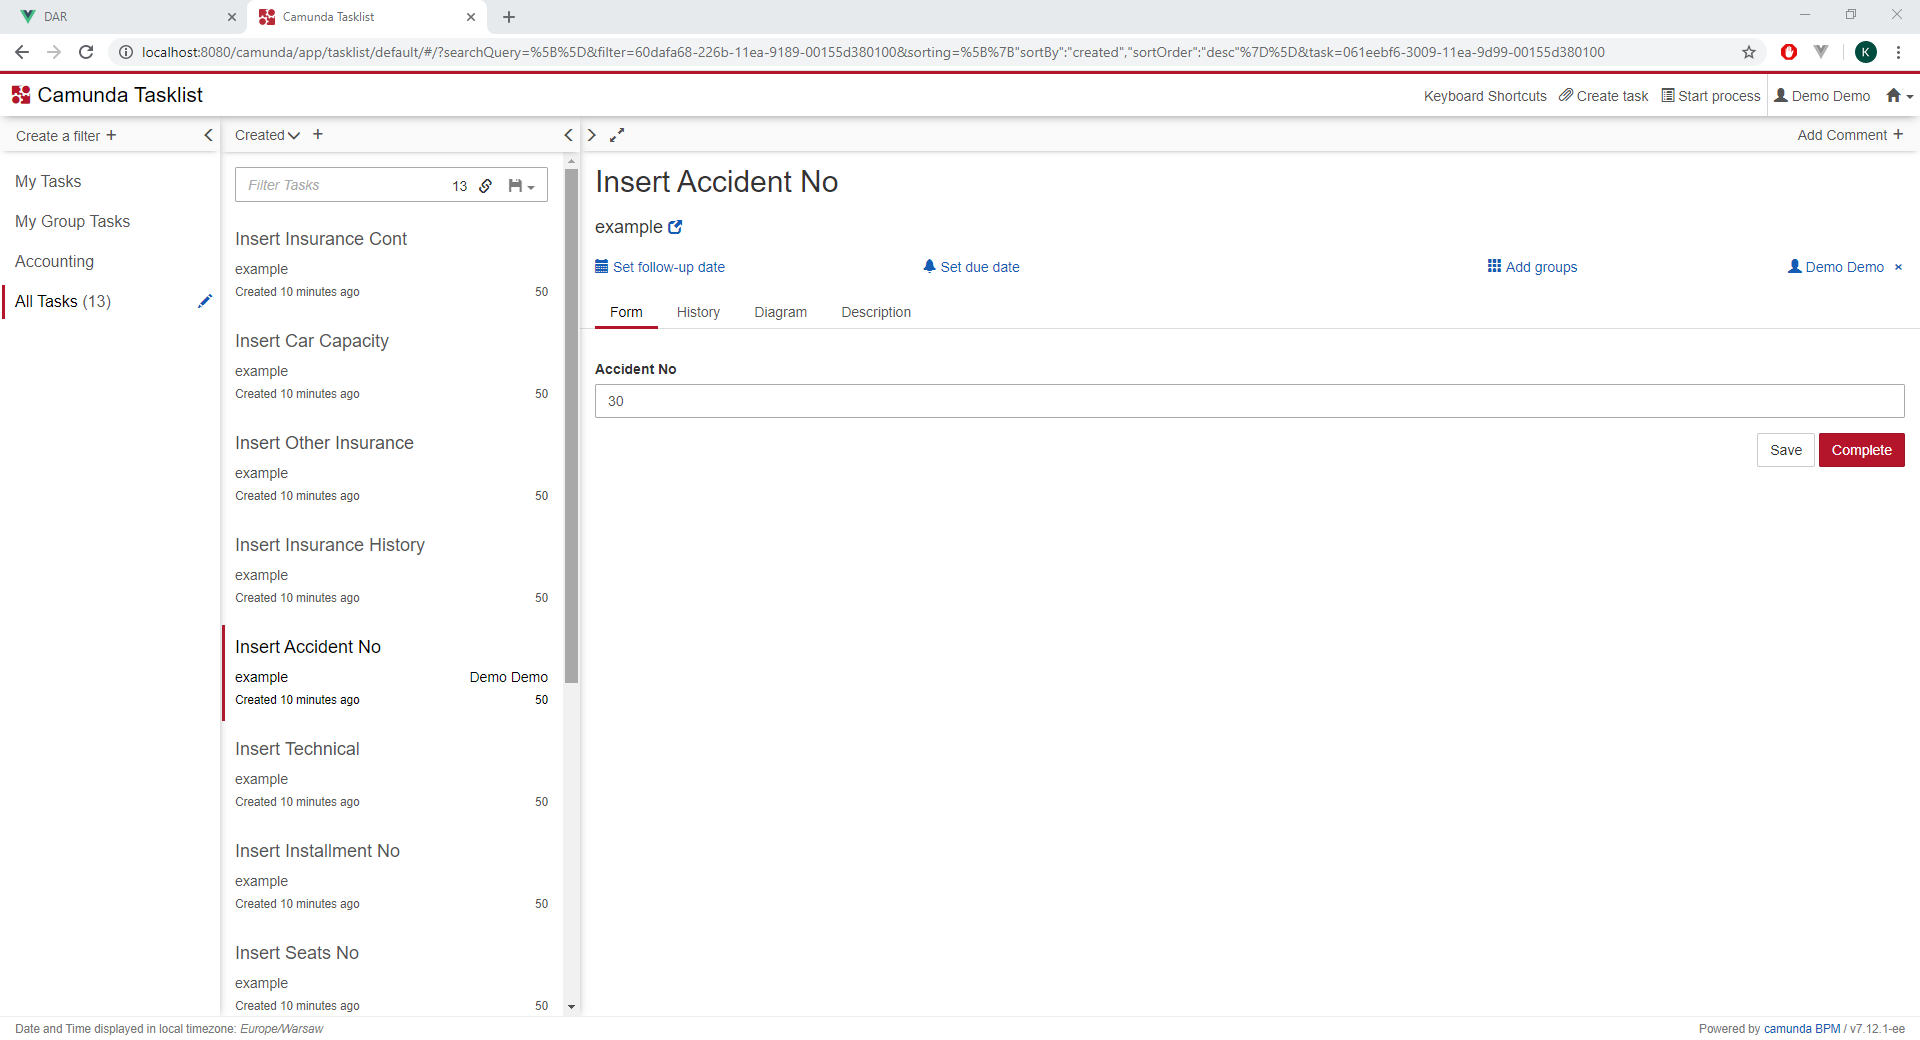 DAR
Camunda Tasklist
localhost:8080/camunda/app/tasklist/default/#/?searchQuery=%5B%5D&filter=60dafa68-226b-11ea-9189-00155d380100&sorting=%5B%7B"sortBy":"created","sortOrder":"desc"%7D%5D&task=061eebf6-3009-11ea-9d99-00155d380100
K
Camunda Tasklist
Keyboard Shortcuts
Create task
Start process
Demo Demo
Create a filter +
Created
+
Add Comment +
My Tasks
My Group Tasks
Accounting
All Tasks (13)
Filter Tasks
13
Insert Insurance Cont
example
Created 10 minutes ago 50
Insert Car Capacity
example
Created 10 minutes ago 50
Insert Other Insurance
example
Created 10 minutes ago 50
Insert Insurance History
example
Created 10 minutes ago 50
Insert Accident No
example Demo Demo
Created 10 minutes ago 50
Insert Technical
example
Created 10 minutes ago 50
Insert Installment No
example
Created 10 minutes ago 50
Insert Seats No
example
Created 10 minutes ago 50
Insert Accident No
example
Set follow-up date
Set due date
Add groups
Demo Demo ×
Form
History
Diagram
Description
Accident No
30
Save
Complete
Date and Time displayed in local timezone: Europe/Warsaw
Powered by camunda BPM / v7.12.1-ee